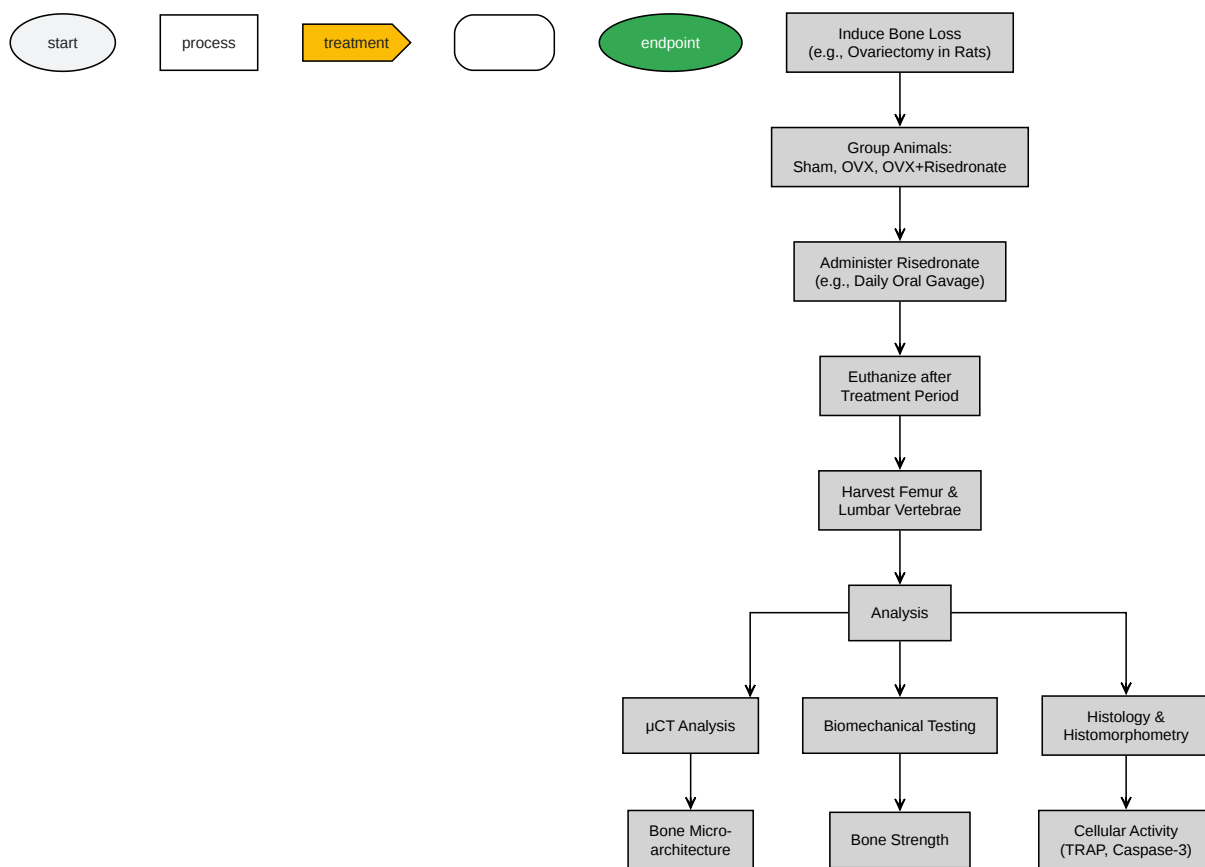 start
process
treatment
endpoint
Induce Bone Loss
(e.g., Ovariectomy in Rats)
Group Animals:
Sham, OVX, OVX+Risedronate
Administer Risedronate
(e.g., Daily Oral Gavage)
Euthanize after
Treatment Period
Harvest Femur &
Lumbar Vertebrae
Analysis
μCT Analysis
Biomechanical Testing
Histology &
Histomorphometry
Bone Micro-
architecture
Bone Strength
Cellular Activity
(TRAP, Caspase-3)